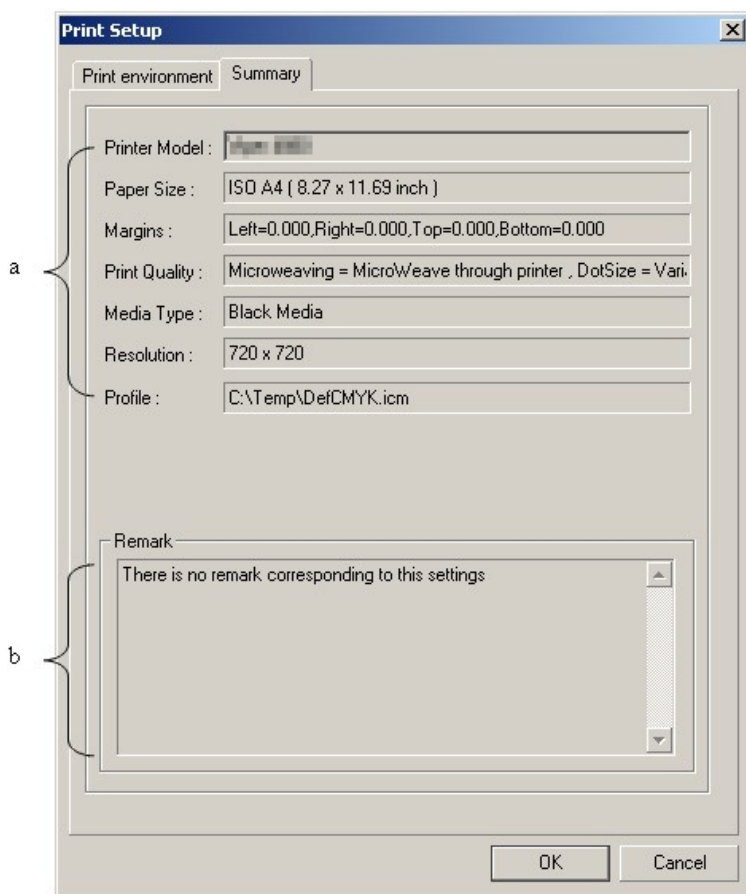 Print Setup
Print environment Summary
Printer Model :
Paper Size : ISO A4 ( 8.27 x 11.69 inch )
Margins : Left=0.000,Right=0.000,Top=0.000,Bottom=0.000
a
Print Quality : Microweaving = MicroWeave through printer , DotSize = Vari
Media Type : Black Media
Resolution : 720 x 720
Profile : C:\Temp\DefCMYK.icm
Remark
There is no remark corresponding to this settings
b
OK Cancel